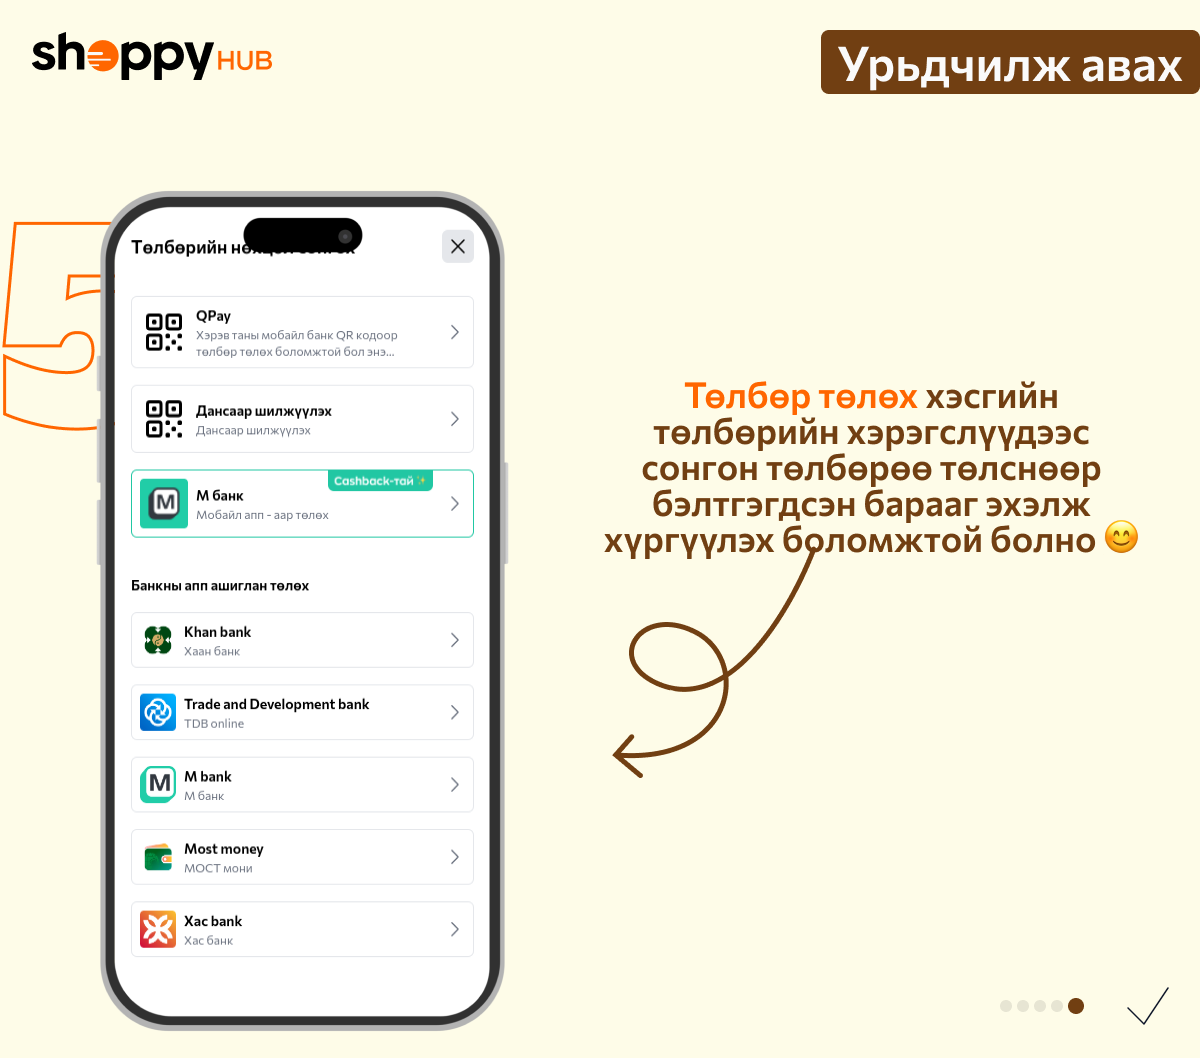 shoppy HUB
Урьдчилж авах
5
Төлбөрийн
QPay
Хэрэв таны мобайл банк QR кодоор
төлбөр төлөх боломжтой бол энэ...
Дансаар шилжүүлэх
Дансаар шилжүүлэх
Cashback-тай ✨
М банк
Мобайл апп - аар төлөх
Банкны апп ашиглан төлөх
Khan bank
Хаан банк
Trade and Development bank
TDB online
M
M bank
М банк
Most money
МОСТ мони
Xac bank
Хас банк
Төлбөр төлөх хэсгийн
төлбөрийн хэрэгслүүдээс
сонгон төлбөрөө төлснөөр
бэлтгэгдсэн барааг эхэлж
хүргүүлэх боломжтой болно 😊